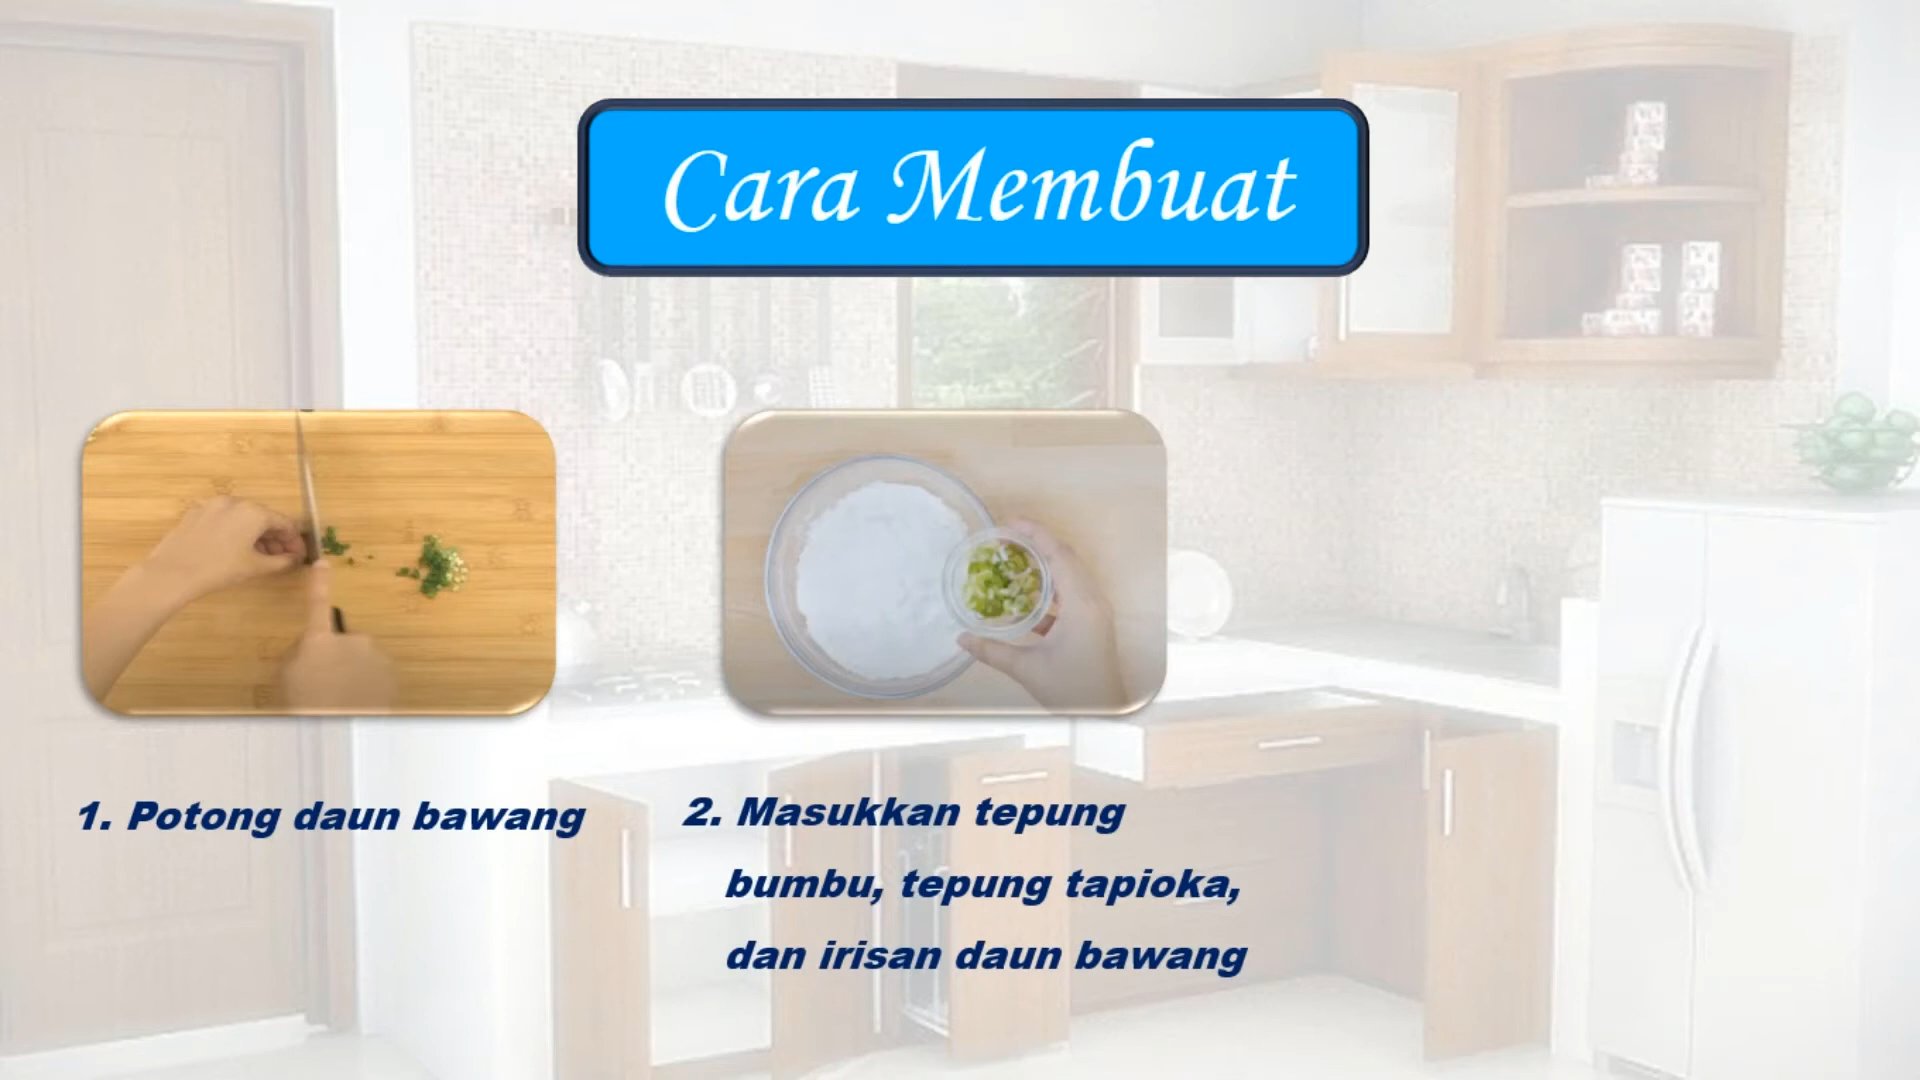 Cara Membuat
1. Potong daun bawang
2. Masukkan tepung
bumbu, tepung tapioka,
dan irisan daun bawang